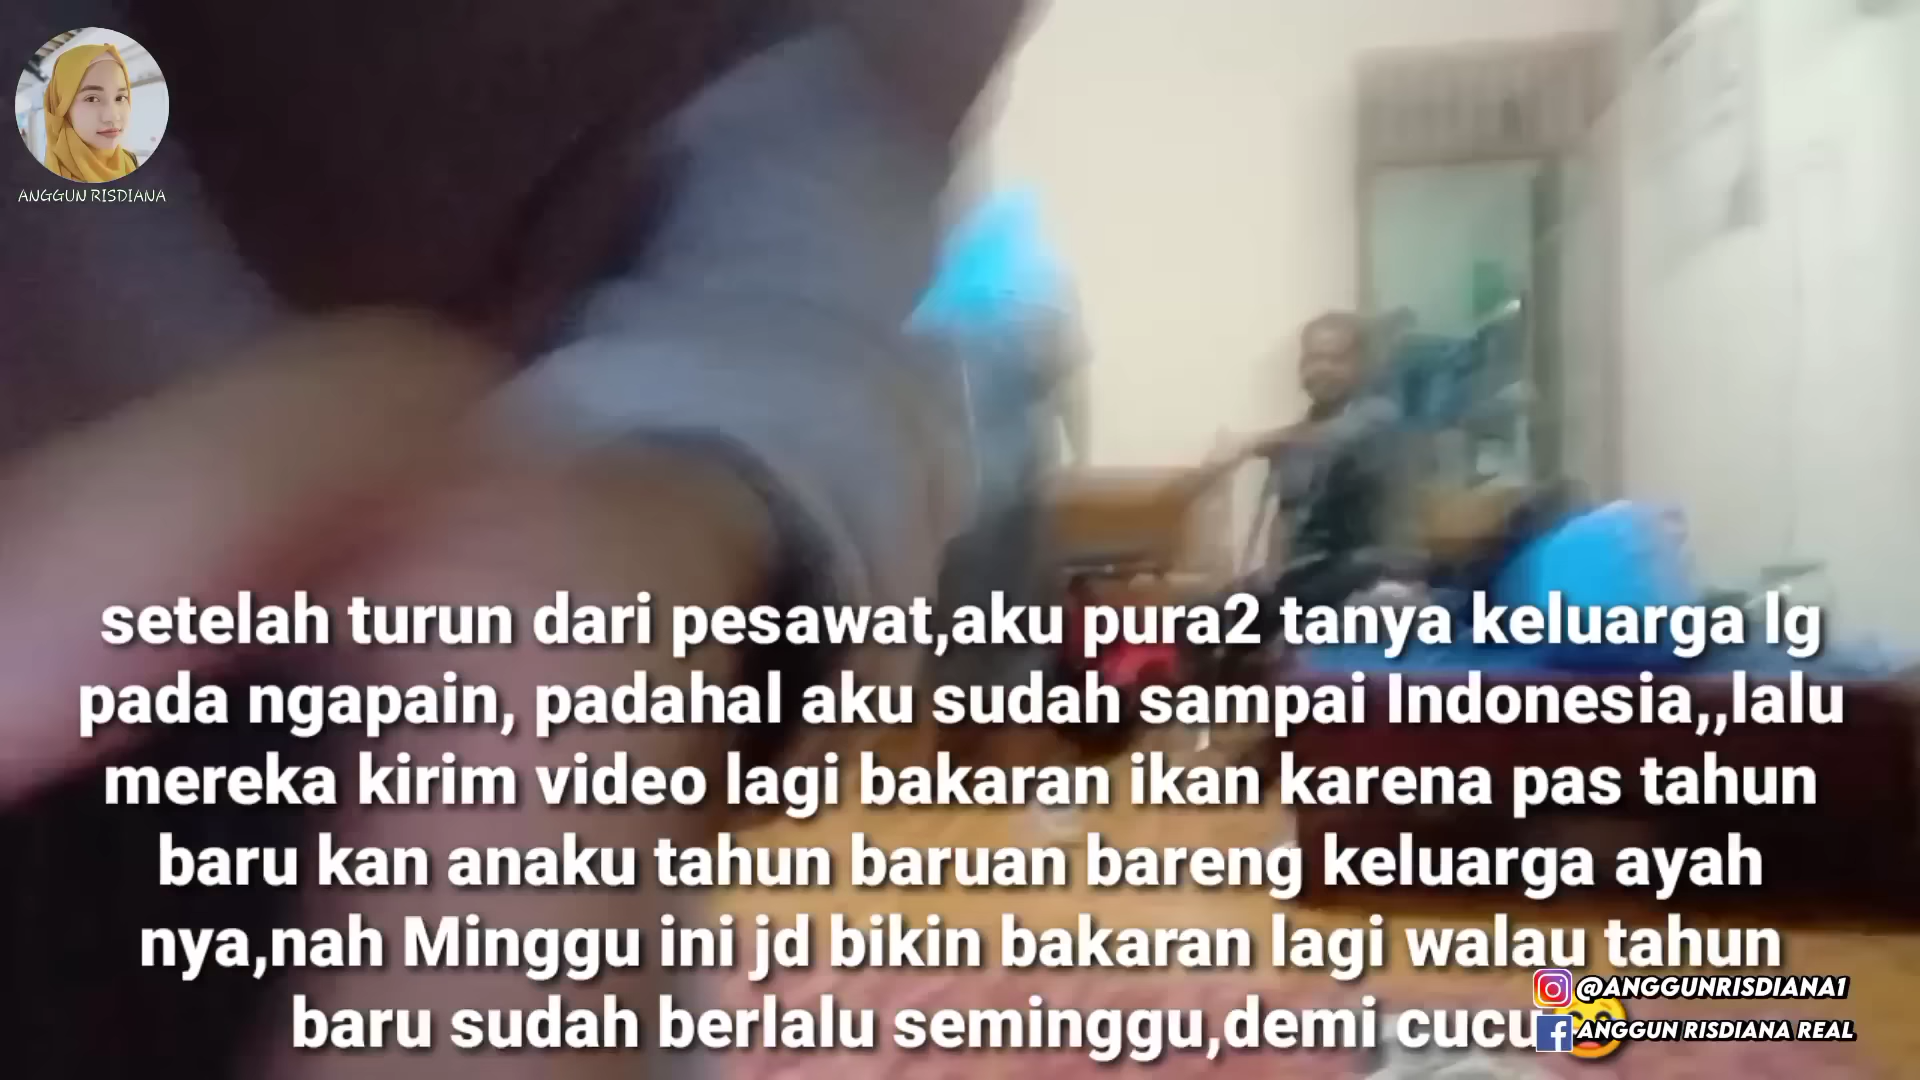 ANGGUN RISDIANA
setelah turun dari pesawat,aku pura2 tanya keluarga lg
pada ngapain, padahal aku sudah sampai Indonesia,,lalu
mereka kirim video lagi bakaran ikan karena pas tahun
baru kan anaku tahun baruan bareng keluarga ayah
nya,nah Minggu ini jd bikin bakaran lagi walau tahun
baru sudah berlalu seminggu,demi cucu
@ANGGUNRISDIANA1
ANGGUN RISDIANA REAL